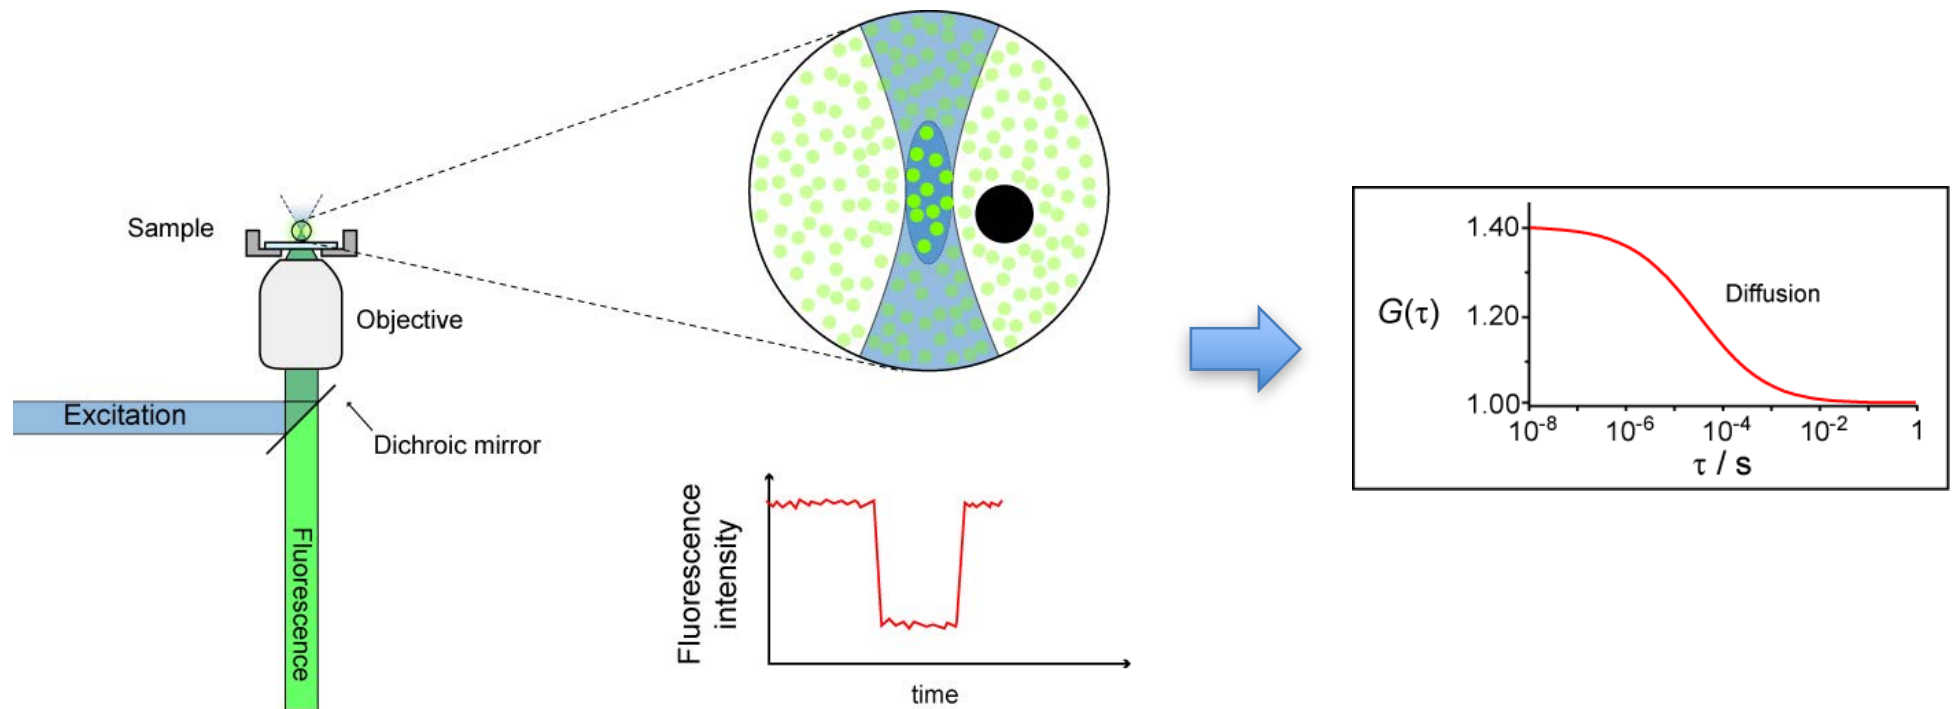 Sample
Objective
Excitation
Dichroic mirror
Fluorescence
Fluorescence
intensity
time
G(τ)
1.40
1.20
1.00
Diffusion
10-8
10-6
10-4
10-2
1
τ / s